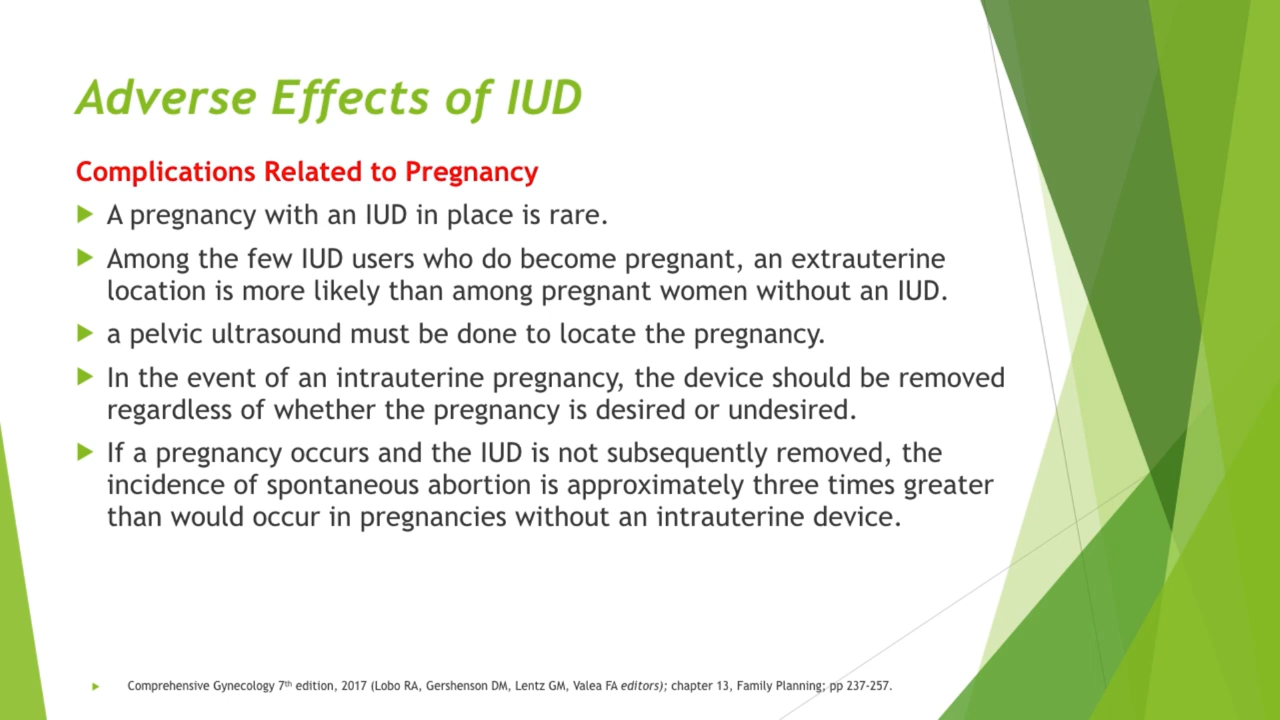 Adverse Effects of IUD
Complications Related to Pregnancy
A pregnancy with an IUD in place is rare.
Among the few IUD users who do become pregnant, an extrauterine
location is more likely than among pregnant women without an IUD.
a pelvic ultrasound must be done to locate the pregnancy.
In the event of an intrauterine pregnancy, the device should be removed
regardless of whether the pregnancy is desired or undesired.
If a pregnancy occurs and the IUD is not subsequently removed, the
incidence of spontaneous abortion is approximately three times greater
than would occur in pregnancies without an intrauterine device.
Comprehensive Gynecology 7th edition, 2017 (Lobo RA, Gershenson DM, Lentz GM, Valea FA editors); chapter 13, Family Planning; pp 237-257.